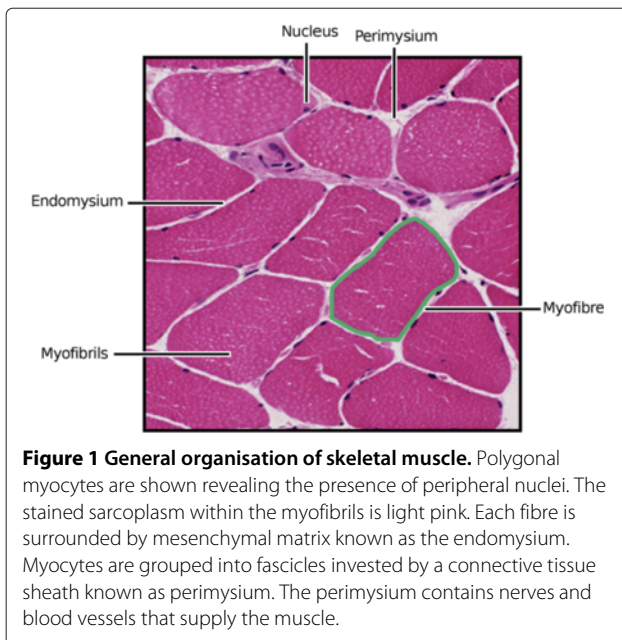 Nucleus
Perimysium
Endomysium
Myofibre
Myofibrils
Figure 1 General organisation of skeletal muscle. Polygonal
myocytes are shown revealing the presence of peripheral nuclei. The
stained sarcoplasm within the myofibrils is light pink. Each fibre is
surrounded by mesenchymal matrix known as the endomysium.
Myocytes are grouped into fascicles invested by a connective tissue
sheath known as perimysium. The perimysium contains nerves and
blood vessels that supply the muscle.